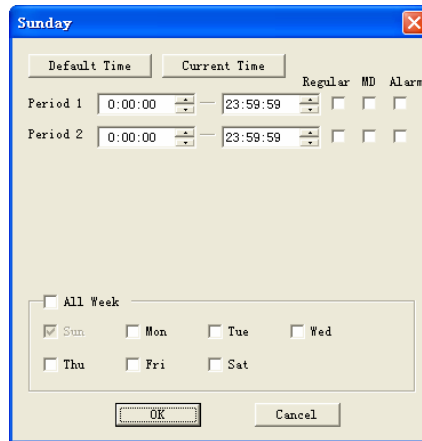 Sunday
Default Time Current Time
Regular MD Alarm
Period 1 0:00:00 — 23:59:59
Period 2 0:00:00 — 23:59:59
All Week
Sun Mon Tue Wed
Thu Fri Sat
OK Cancel